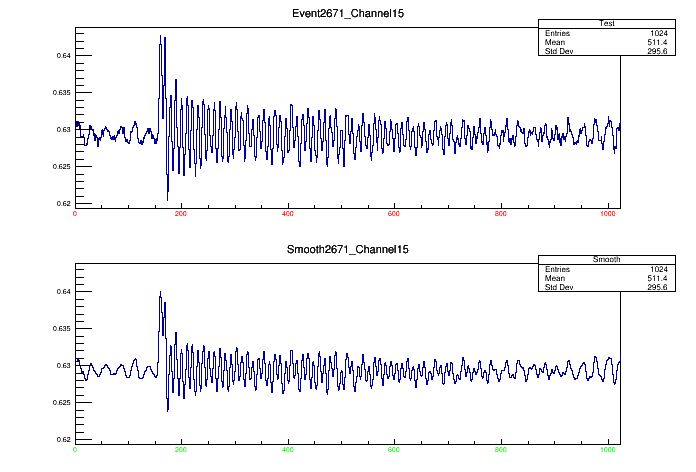 Event2671_Channel15
Test
Entries 1024
Mean 511.4
Std Dev 295.6
0.64
0.635
0.63
0.625
0.62
0 200 400 600 800 1000
Smooth2671_Channel15
Smooth
Entries 1024
Mean 511.4
Std Dev 295.6
0.64
0.635
0.63
0.625
0.62
0 200 400 600 800 1000